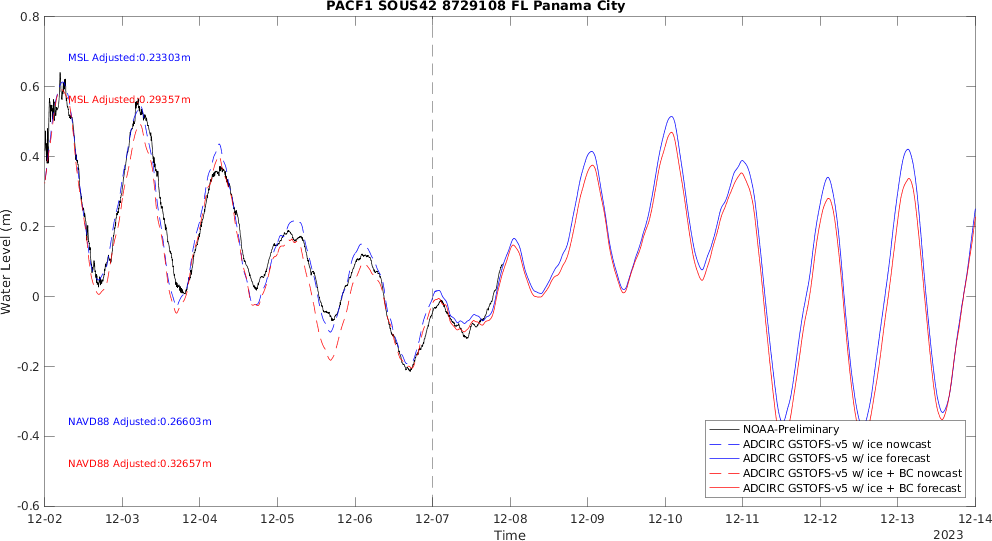 PACF1 SOUS42 8729108 FL Panama City
0.8
0.6
0.4
0.2
0
-0.2
-0.4
-0.6
Water Level (m)
MSL Adjusted:0.23303m
MSL Adjusted:0.29357m
NAVD88 Adjusted:0.26603m
NAVD88 Adjusted:0.32657m
NOAA-Preliminary
ADCIRC GSTOFS-v5 w/ ice nowcast
ADCIRC GSTOFS-v5 w/ ice forecast
ADCIRC GSTOFS-v5 w/ ice + BC nowcast
ADCIRC GSTOFS-v5 w/ ice + BC forecast
12-02 12-03 12-04 12-05 12-06 12-07 12-08 12-09 12-10 12-11 12-12 12-13 12-14
Time
2023